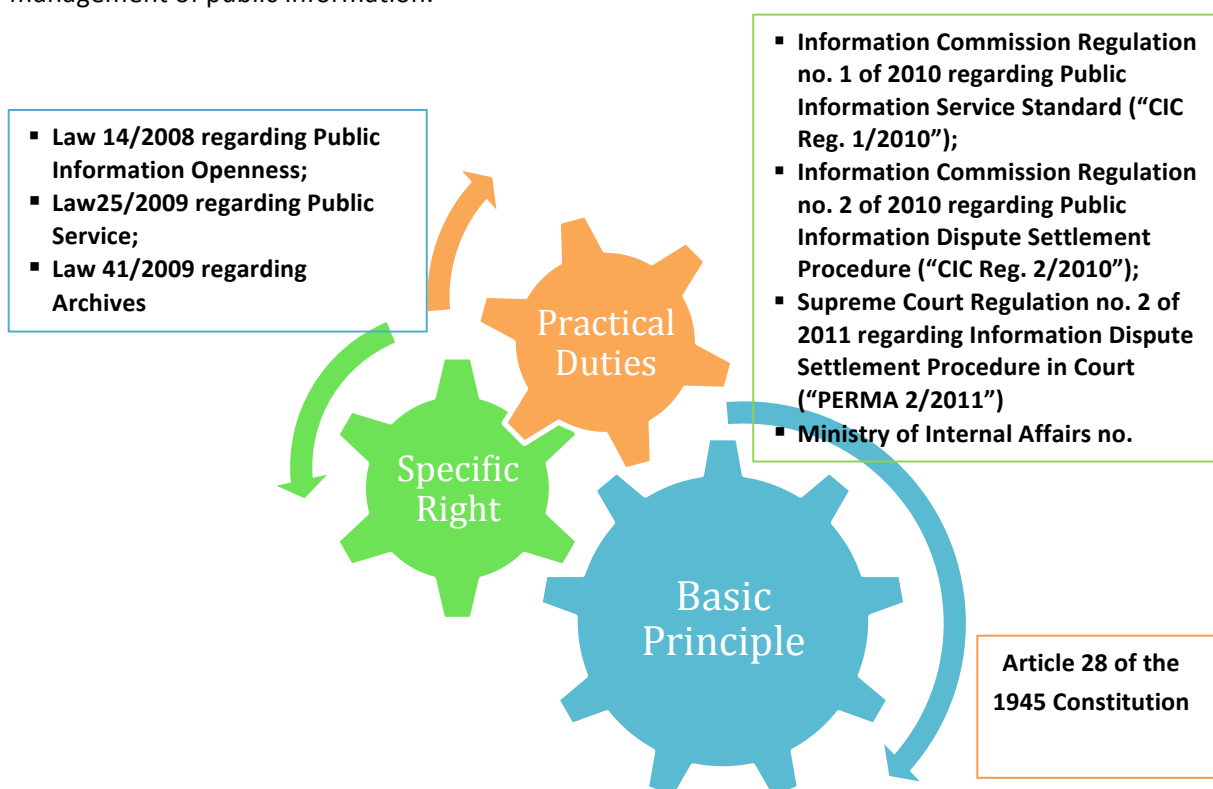 management of public information.
▪ Information Commission Regulation
no. 1 of 2010 regarding Public
Information Service Standard (“CIC
Reg. 1/2010”);
▪ Information Commission Regulation
no. 2 of 2010 regarding Public
Information Dispute Settlement
Procedure (“CIC Reg. 2/2010”);
▪ Supreme Court Regulation no. 2 of
2011 regarding Information Dispute
Settlement Procedure in Court
(“PERMA 2/2011”)
▪ Ministry of Internal Affairs no.
▪ Law 14/2008 regarding Public
Information Openness;
▪ Law25/2009 regarding Public
Service;
▪ Law 41/2009 regarding
Archives
Practical
Duties
Specific
Right
Basic
Principle
Article 28 of the
1945 Constitution